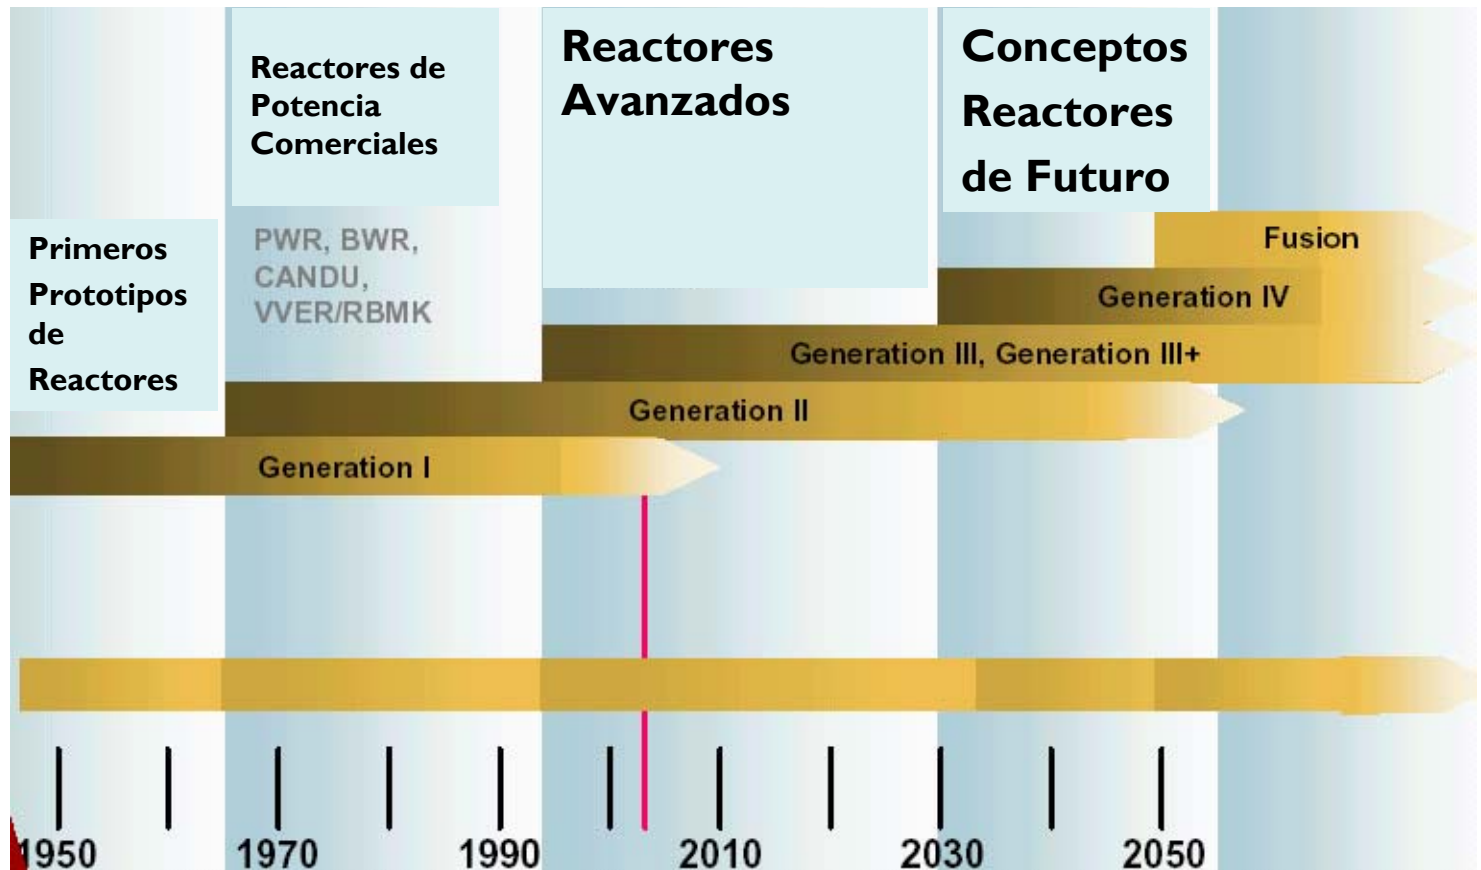 Primeros
Prototipos
de
Reactores
Reactores de
Potencia
Comerciales
PWR, BWR,
CANDU,
VVER/RBMK
Reactores
Avanzados
Conceptos
Reactores
de Futuro
Fusion
Generation IV
Generation III, Generation III+
Generation II
Generation I
1950 1970 1990 2010 2030 2050